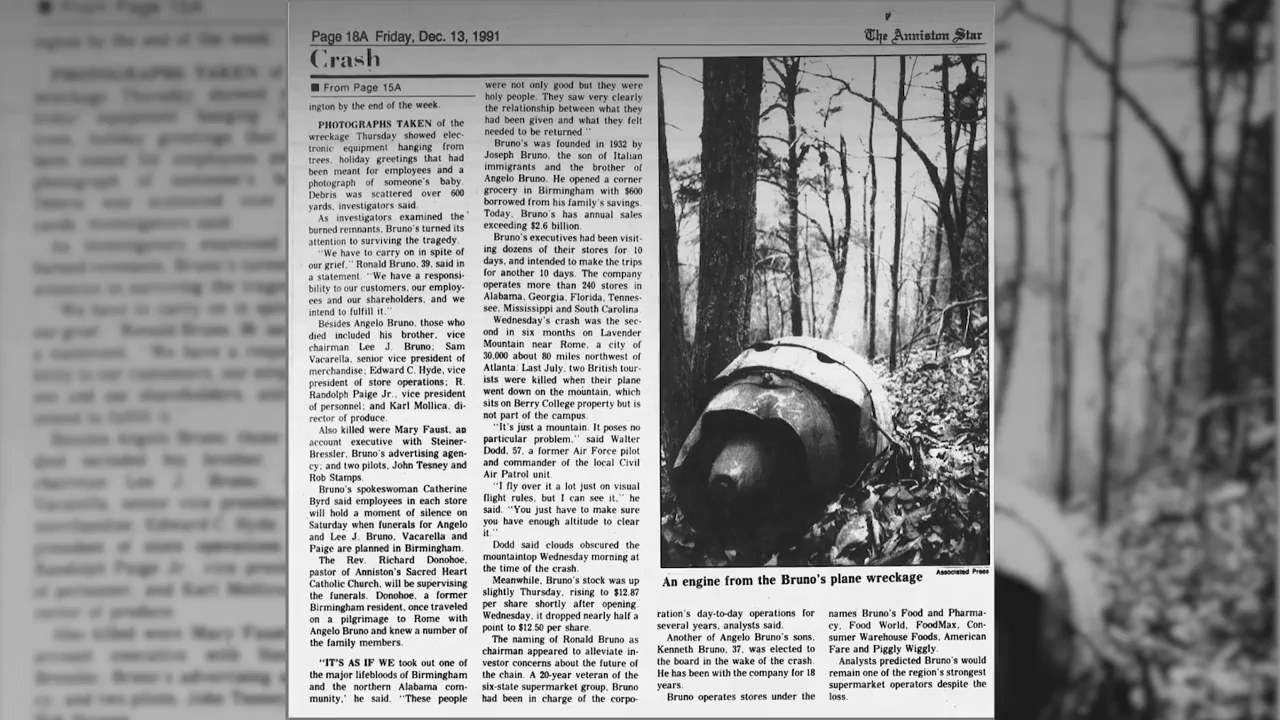 Page 18A Friday, Dec. 13, 1991
The Anniston Star
Crash
■ From Page 15A
ington by the end of the week.
PHOTOGRAPHS TAKEN of the
wreckage Thursday showed elec-
tronic equipment hanging from
trees, holiday greetings that had
been meant for employees and a
photograph of someone's baby.
Debris was scattered over 600
yards, investigators said.
As investigators examined the
burned remnants, Bruno's turned its
attention to surviving the tragedy.
"We have to carry on in spite of
our grief," Ronald Bruno, 39, said in
a statement. "We have a responsi-
bility to our customers, our employ-
ees and our shareholders, and we
intend to fulfill it."
Besides Angelo Bruno, those who
died included his brother, vice
chairman Lee J. Bruno; Sam
Vacarella, senior vice president of
merchandise; Edward C. Hyde, vice
president of store operations; R.
Randolph Paige Jr., vice president
of personnel; and Karl Mollica, di-
rector of produce.
Also killed were Mary Faust, an
account executive with Steiner-
Bressler, Bruno's advertising agen-
cy; and two pilots, John Tesney and
Rob Stamps.
Bruno's spokeswoman Catherine
Byrd said employees in each store
will hold a moment of silence on
Saturday when funerals for Angelo
and Lee J. Bruno, Vacarella and
Paige are planned in Birmingham.
The Rev. Richard Donohoe,
pastor of Anniston's Sacred Heart
Catholic Church, will be supervising
the funerals. Donohoe, a former
Birmingham resident, once traveled
on a pilgrimage to Rome with
Angelo Bruno and knew a number of
the family members.
"IT'S AS IF WE took out one of
the major lifebloods of Birmingham
and the northern Alabama com-
munity,' he said. "These people
were not only good but they were
holy people. They saw very clearly
the relationship between what they
had been given and what they felt
needed to be returned."
Bruno's was founded in 1932 by
Joseph Bruno, the son of Italian
immigrants and the brother of
Angelo Bruno. He opened a corner
grocery in Birmingham with $600
borrowed from his family's savings.
Today, Bruno's has annual sales
exceeding $2.6 billion.
Bruno's executives had been visit-
ing dozens of their stores for 10
days, and intended to make the trips
for another 10 days. The company
operates more than 240 stores in
Alabama, Georgia, Florida, Tennes-
see, Mississippi and South Carolina.
Wednesday's crash was the sec-
ond in six months on Lavender
Mountain near Rome, a city of
30,000 about 80 miles northwest of
Atlanta. Last July, two British tour-
ists were killed when their plane
went down on the mountain, which
sits on Berry College property but is
not part of the campus.
"It's just a mountain. It poses no
particular problem," said Walter
Dodd, 57, a former Air Force pilot
and commander of the local Civil
Air Patrol unit.
"I fly over it a lot just on visual
flight rules, but I can see it," he
said. "You just have to make sure
you have enough altitude to clear
it."
Dodd said clouds obscured the
mountaintop Wednesday morning at
the time of the crash.
Meanwhile, Bruno's stock was up
slightly Thursday, rising to $12.87
per share shortly after opening.
Wednesday, it dropped nearly half a
point to $12.50 per share.
The naming of Ronald Bruno as
chairman appeared to alleviate in-
vestor concerns about the future of
the chain. A 20-year veteran of the
six-state supermarket group, Bruno
had been in charge of the corpo-
Associated Press
An engine from the Bruno's plane wreckage
ration's day-to-day operations for
several years, analysts said.
Another of Angelo Bruno's sons,
Kenneth Bruno, 37, was elected to
the board in the wake of the crash.
He has been with the company for 18
years.
Bruno operates stores under the
names Bruno's Food and Pharma-
cy, Food World, FoodMax, Con-
sumer Warehouse Foods, American
Fare and Piggly Wiggly.
Analysts predicted Bruno's would
remain one of the region's strongest
supermarket operators despite the
loss.